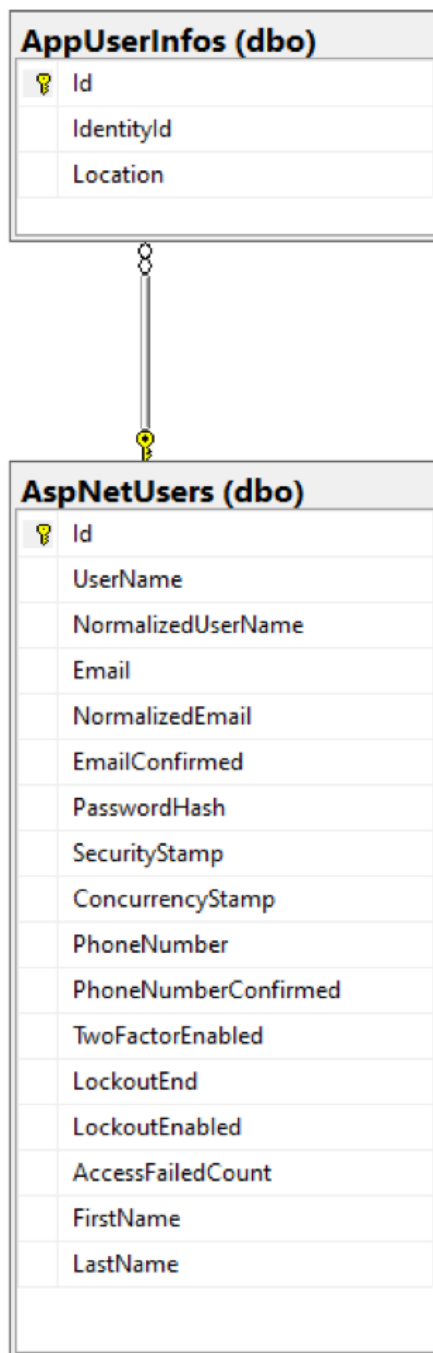 AppUserInfos (dbo)
Id
IdentityId
Location
AspNetUsers (dbo)
Id
UserName
NormalizedUserName
Email
NormalizedEmail
EmailConfirmed
PasswordHash
SecurityStamp
ConcurrencyStamp
PhoneNumber
PhoneNumberConfirmed
TwoFactorEnabled
LockoutEnd
LockoutEnabled
AccessFailedCount
FirstName
LastName